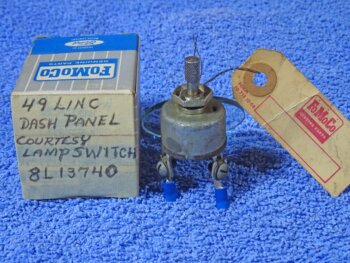 FoMoCo
49 LINC
DASH PANEL
COURTESY
LAMP SWITCH
8L13740
FoMoCo